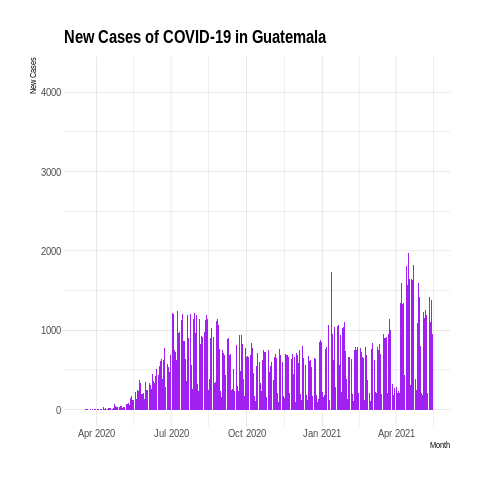 New Cases of COVID-19 in Guatemala
New Cases
4000
3000
2000
1000
0
Apr 2020
Jul 2020
Oct 2020
Jan 2021
Apr 2021
Month